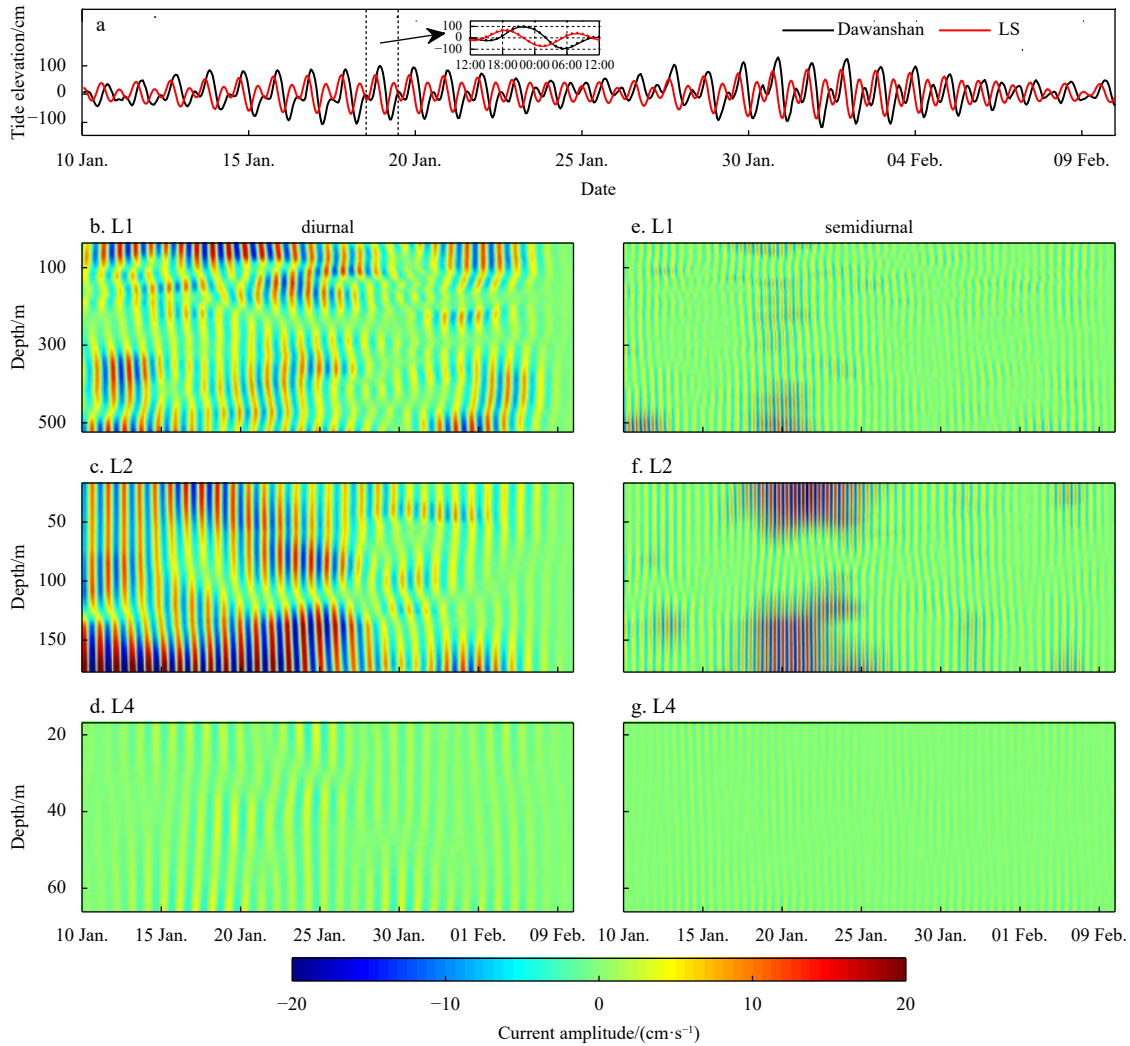 a
Tide elevation/cm
100
0
−100
100
0
−100
12:00 18:00 00:00 06:00 12:00
Dawanshan
LS
10 Jan. 15 Jan. 20 Jan. 25 Jan. 30 Jan. 04 Feb. 09 Feb.
Date
b. L1 diurnal
e. L1 semidiurnal
Depth/m
100
300
500
c. L2
f. L2
Depth/m
50
100
150
d. L4
g. L4
Depth/m
20
40
60
10 Jan. 15 Jan. 20 Jan. 25 Jan. 30 Jan. 01 Feb. 09 Feb.
10 Jan. 20 Jan. 30 Jan. 01 Feb. 09 Feb.
−20 −10 0 10 20
Current amplitude/(cm·s⁻¹)